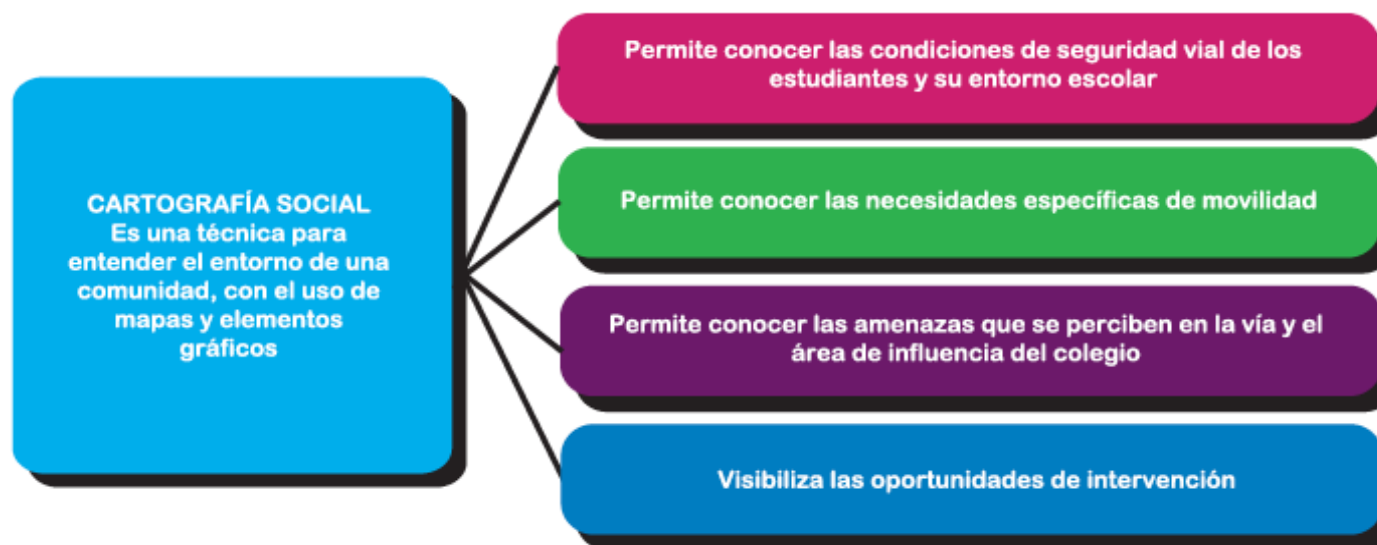 CARTOGRAFÍA SOCIAL
Es una técnica para
entender el entorno de una
comunidad, con el uso de
mapas y elementos
gráficos
Permite conocer las condiciones de seguridad vial de los
estudiantes y su entorno escolar
Permite conocer las necesidades específicas de movilidad
Permite conocer las amenazas que se perciben en la vía y el
área de influencia del colegio
Visibiliza las oportunidades de intervención